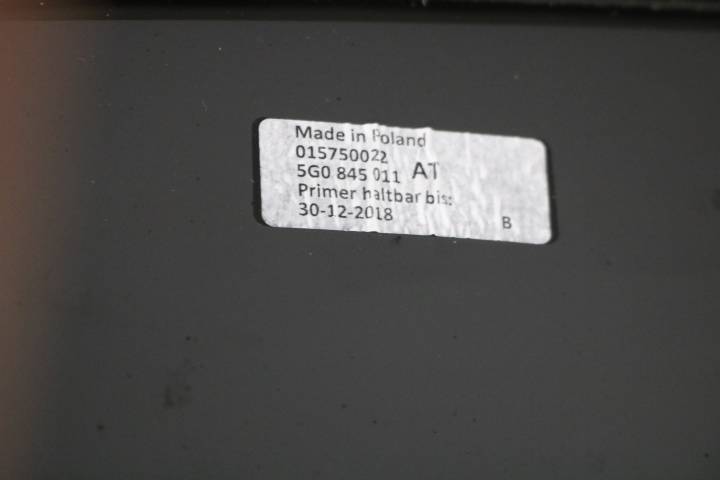 Made in Poland
015750022
5G0 845 011 AT
Primer haltbar bis:
30-12-2018 B